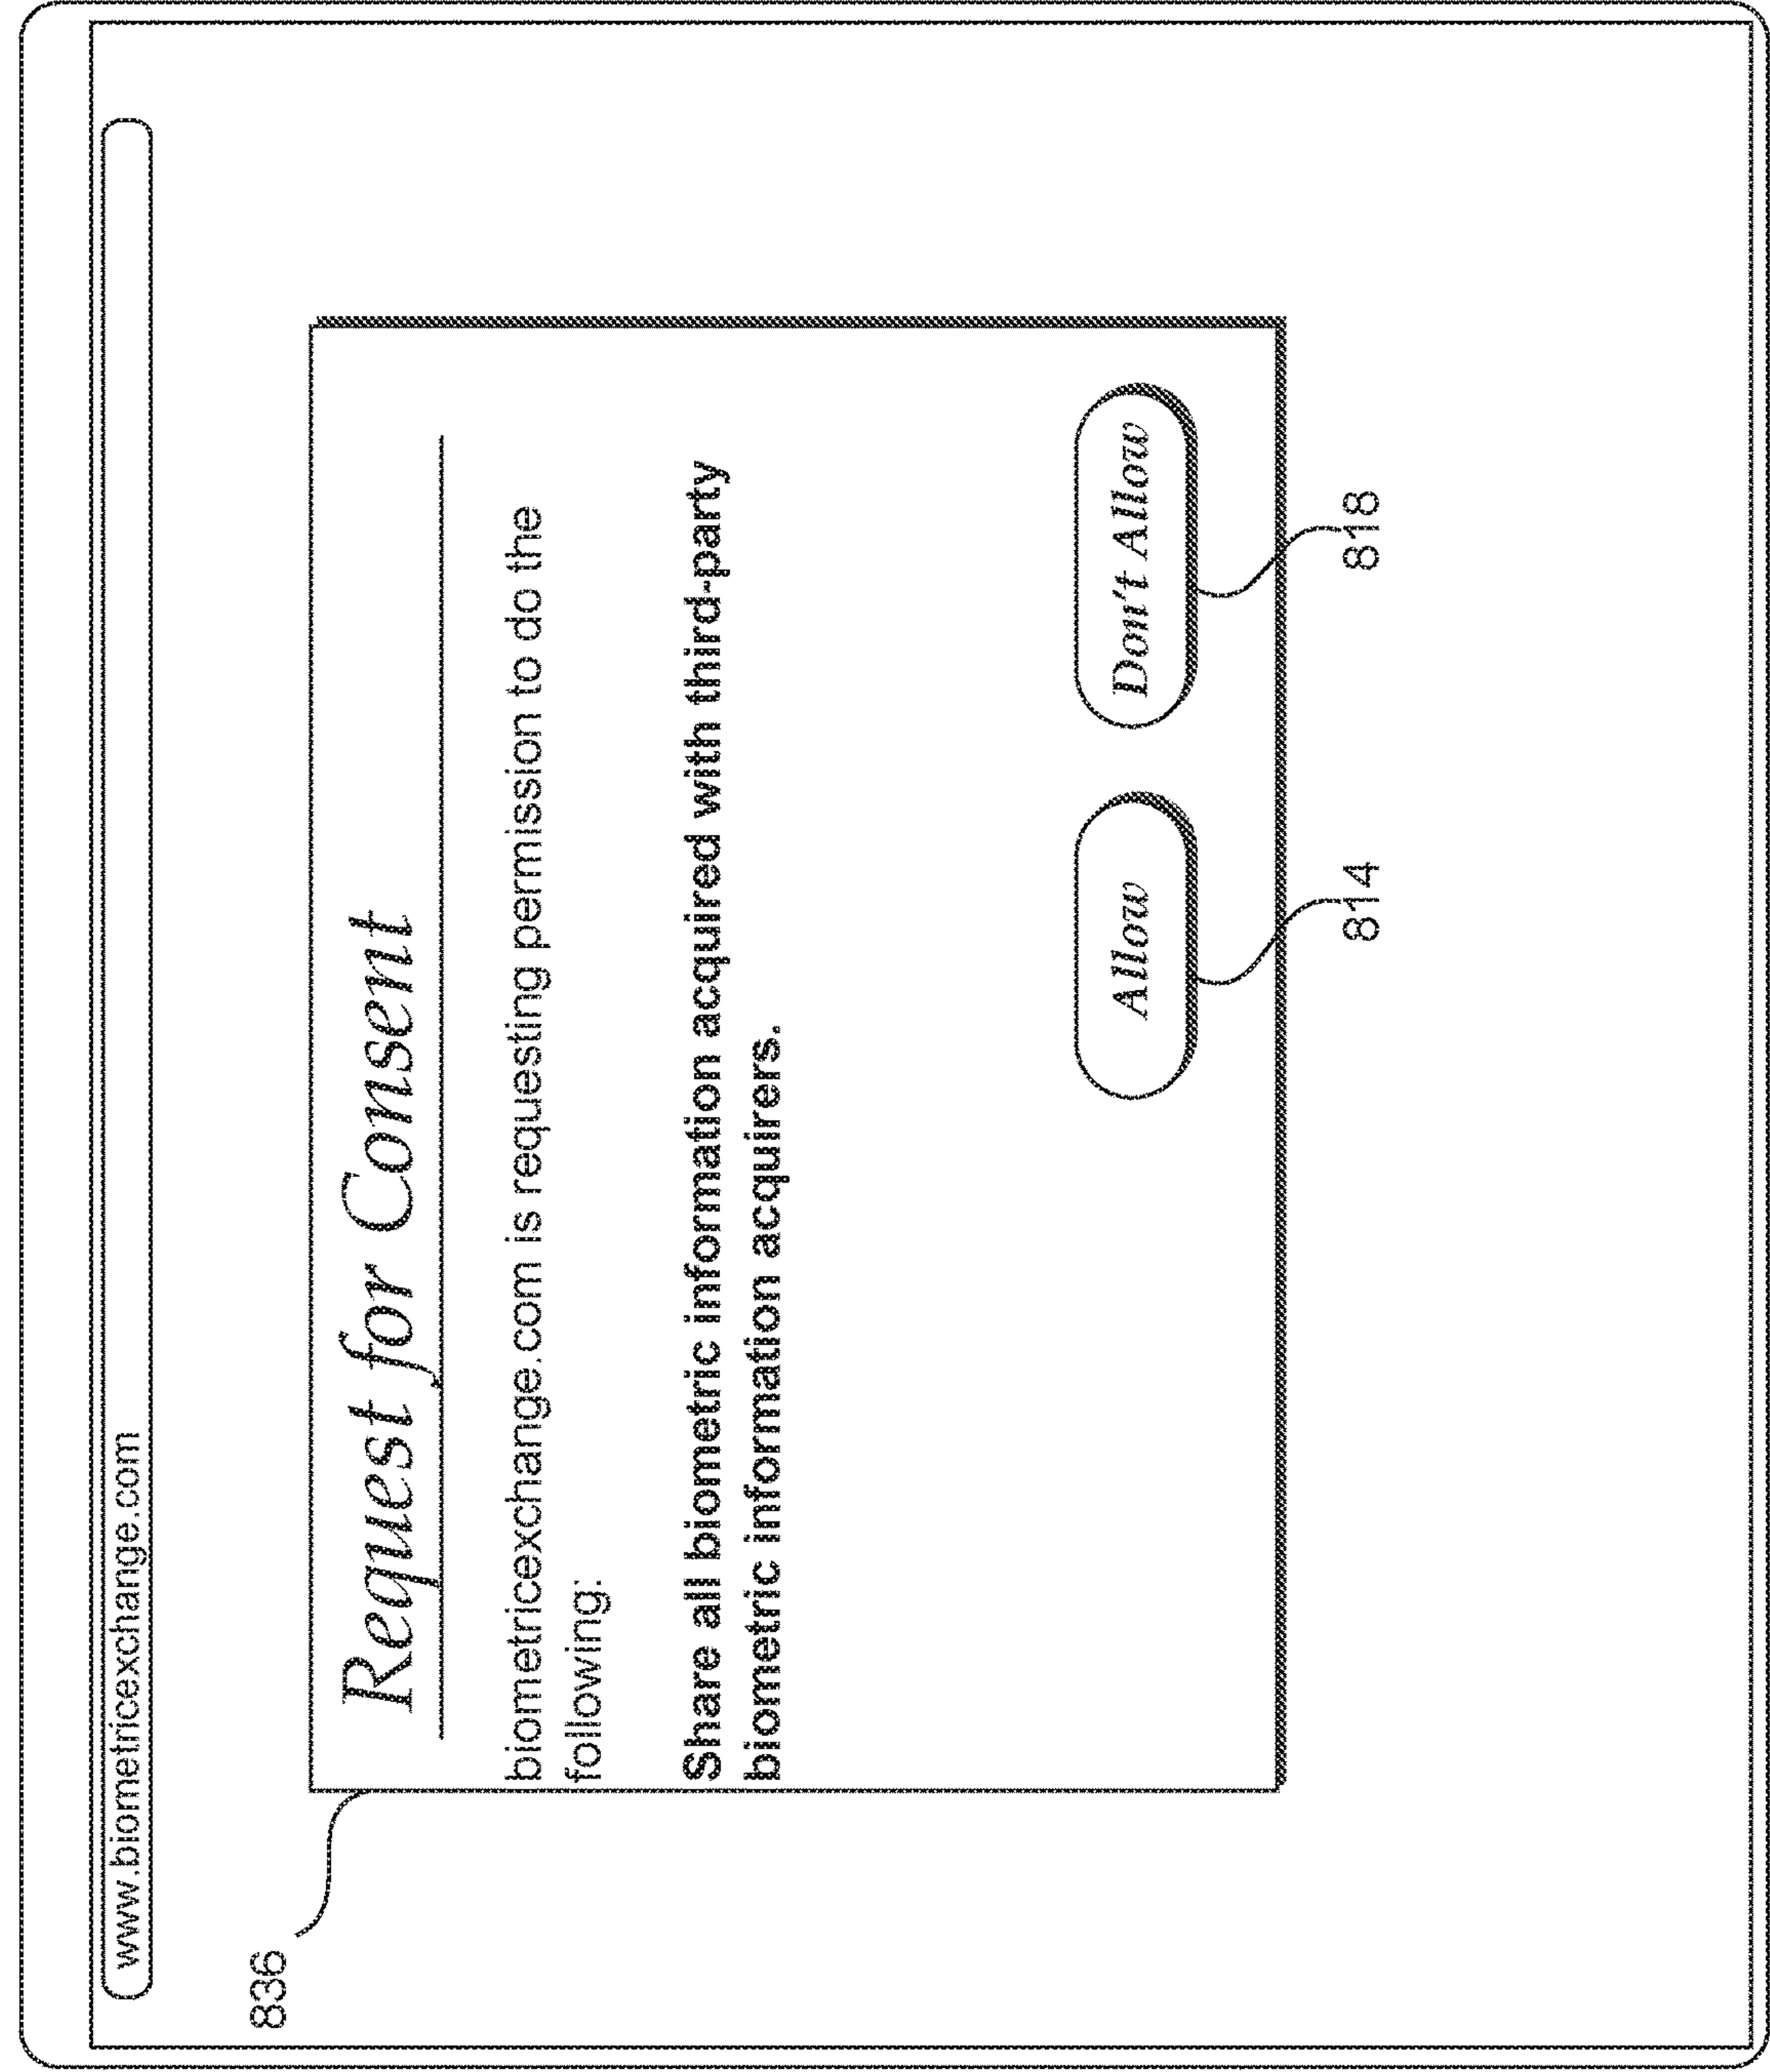 www.biometricexchange.com
836
Request for Consent
biometricexchange.com is requesting permission to do the
following:
Share all biometric information acquired with third-party
biometric information acquirers.
Allow
Don't Allow
814
818